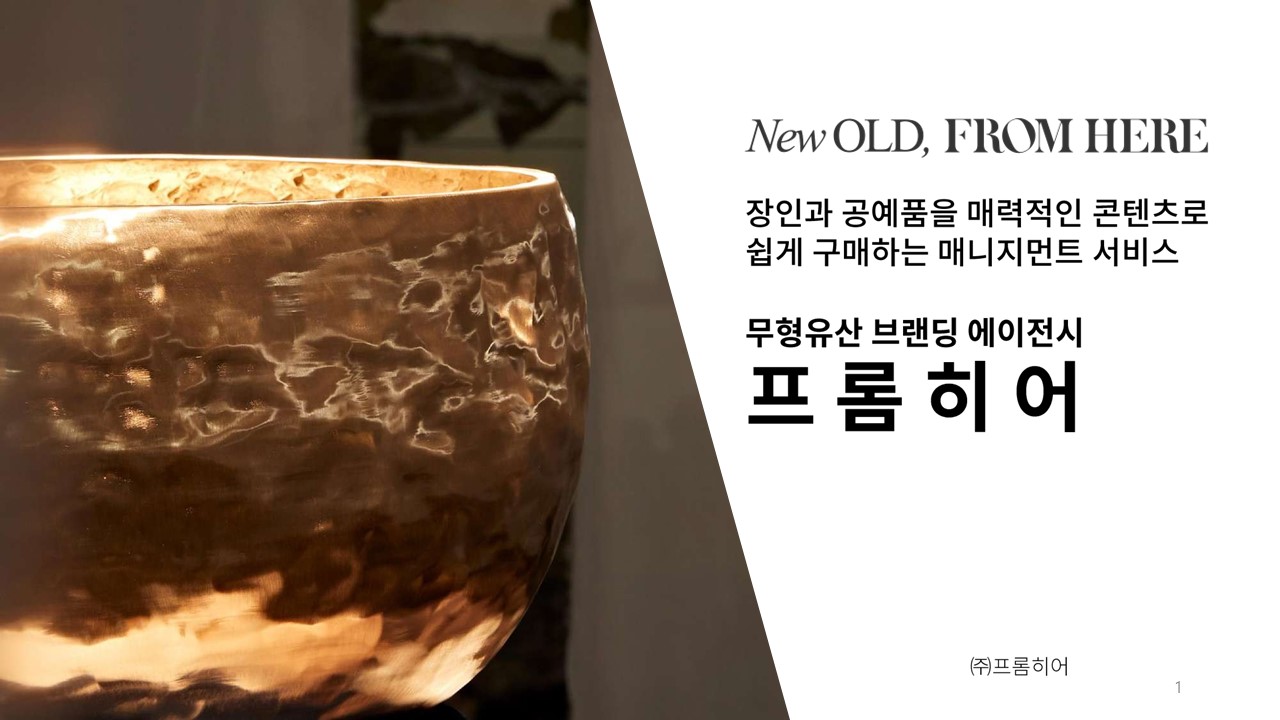 New OLD, FROM HERE
장인과 공예품을 매력적인 콘텐츠로
쉽게 구매하는 매니지먼트 서비스
무형유산 브랜딩 에이전시
프롬히어
㈜프롬히어
1